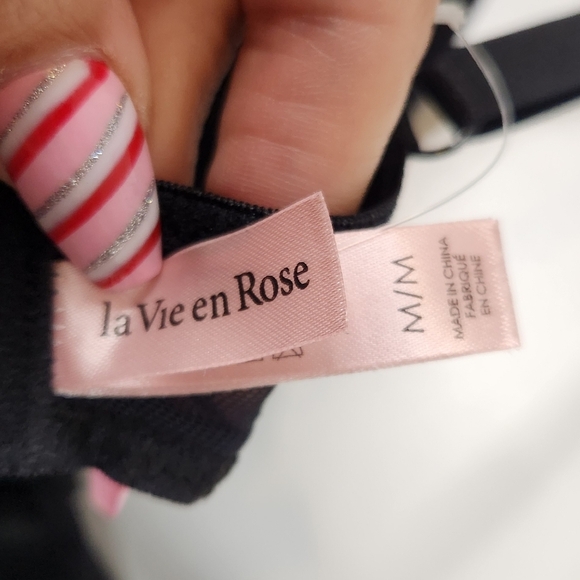 la Vie en Rose
M/M
MADE IN CHINA
FABRIQUÉ
EN CHINE